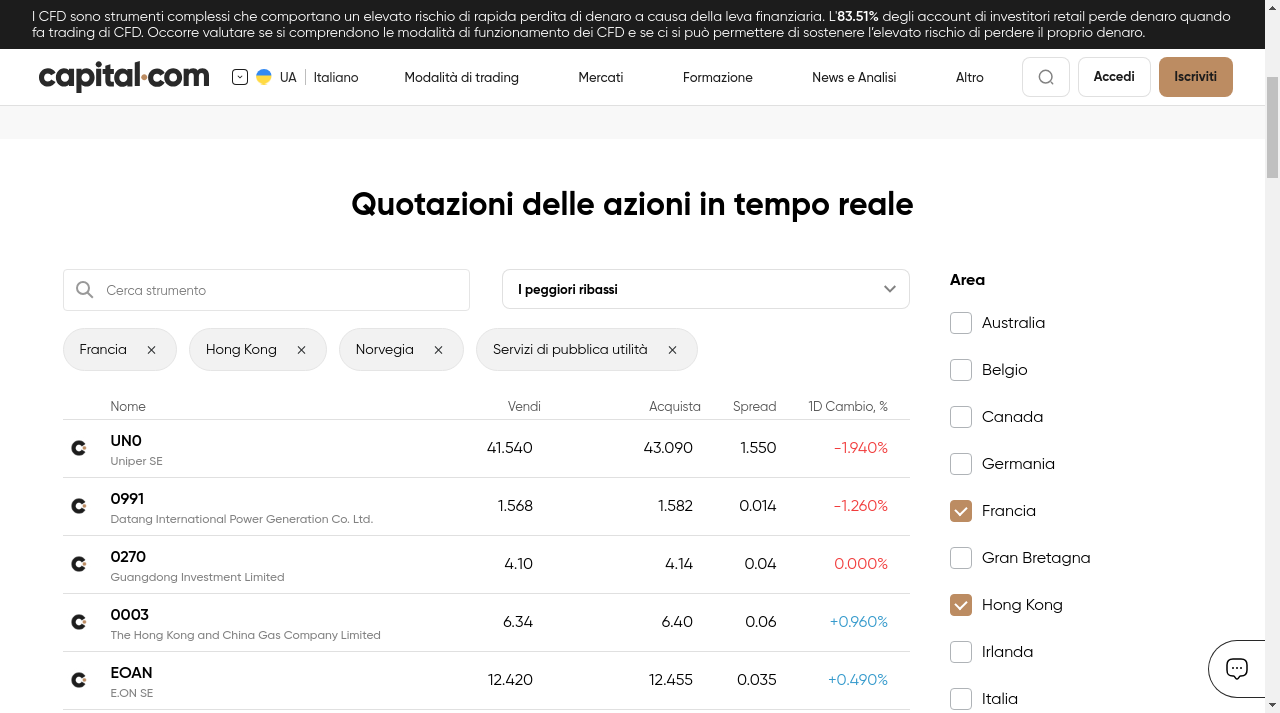 I CFD sono strumenti complessi che comportano un elevato rischio di rapida perdita di denaro a causa della leva finanziaria. L'83.51% degli account di investitori retail perde denaro quando
fa trading di CFD. Occorre valutare se si comprendono le modalità di funzionamento dei CFD e se ci si può permettere di sostenere l'elevato rischio di perdere il proprio denaro.
capital.com UA Italiano Modalità di trading Mercati Formazione News e Analisi Altro Accedi Iscriviti
Quotazioni delle azioni in tempo reale
Cerca strumento
I peggiori ribassi
Francia Hong Kong Norvegia Servizi di pubblica utilità
Nome Vendi Acquista Spread 1D Cambio, %
UN0 41.540 43.090 1.550 -1.940%
Uniper SE
0991 1.568 1.582 0.014 -1.260%
Datang International Power Generation Co. Ltd.
0270 4.10 4.14 0.04 0.000%
Guangdong Investment Limited
0003 6.34 6.40 0.06 +0.960%
The Hong Kong and China Gas Company Limited
EOAN 12.420 12.455 0.035 +0.490%
E.ON SE
Area
Australia
Belgio
Canada
Germania
Francia
Gran Bretagna
Hong Kong
Irlanda
Italia